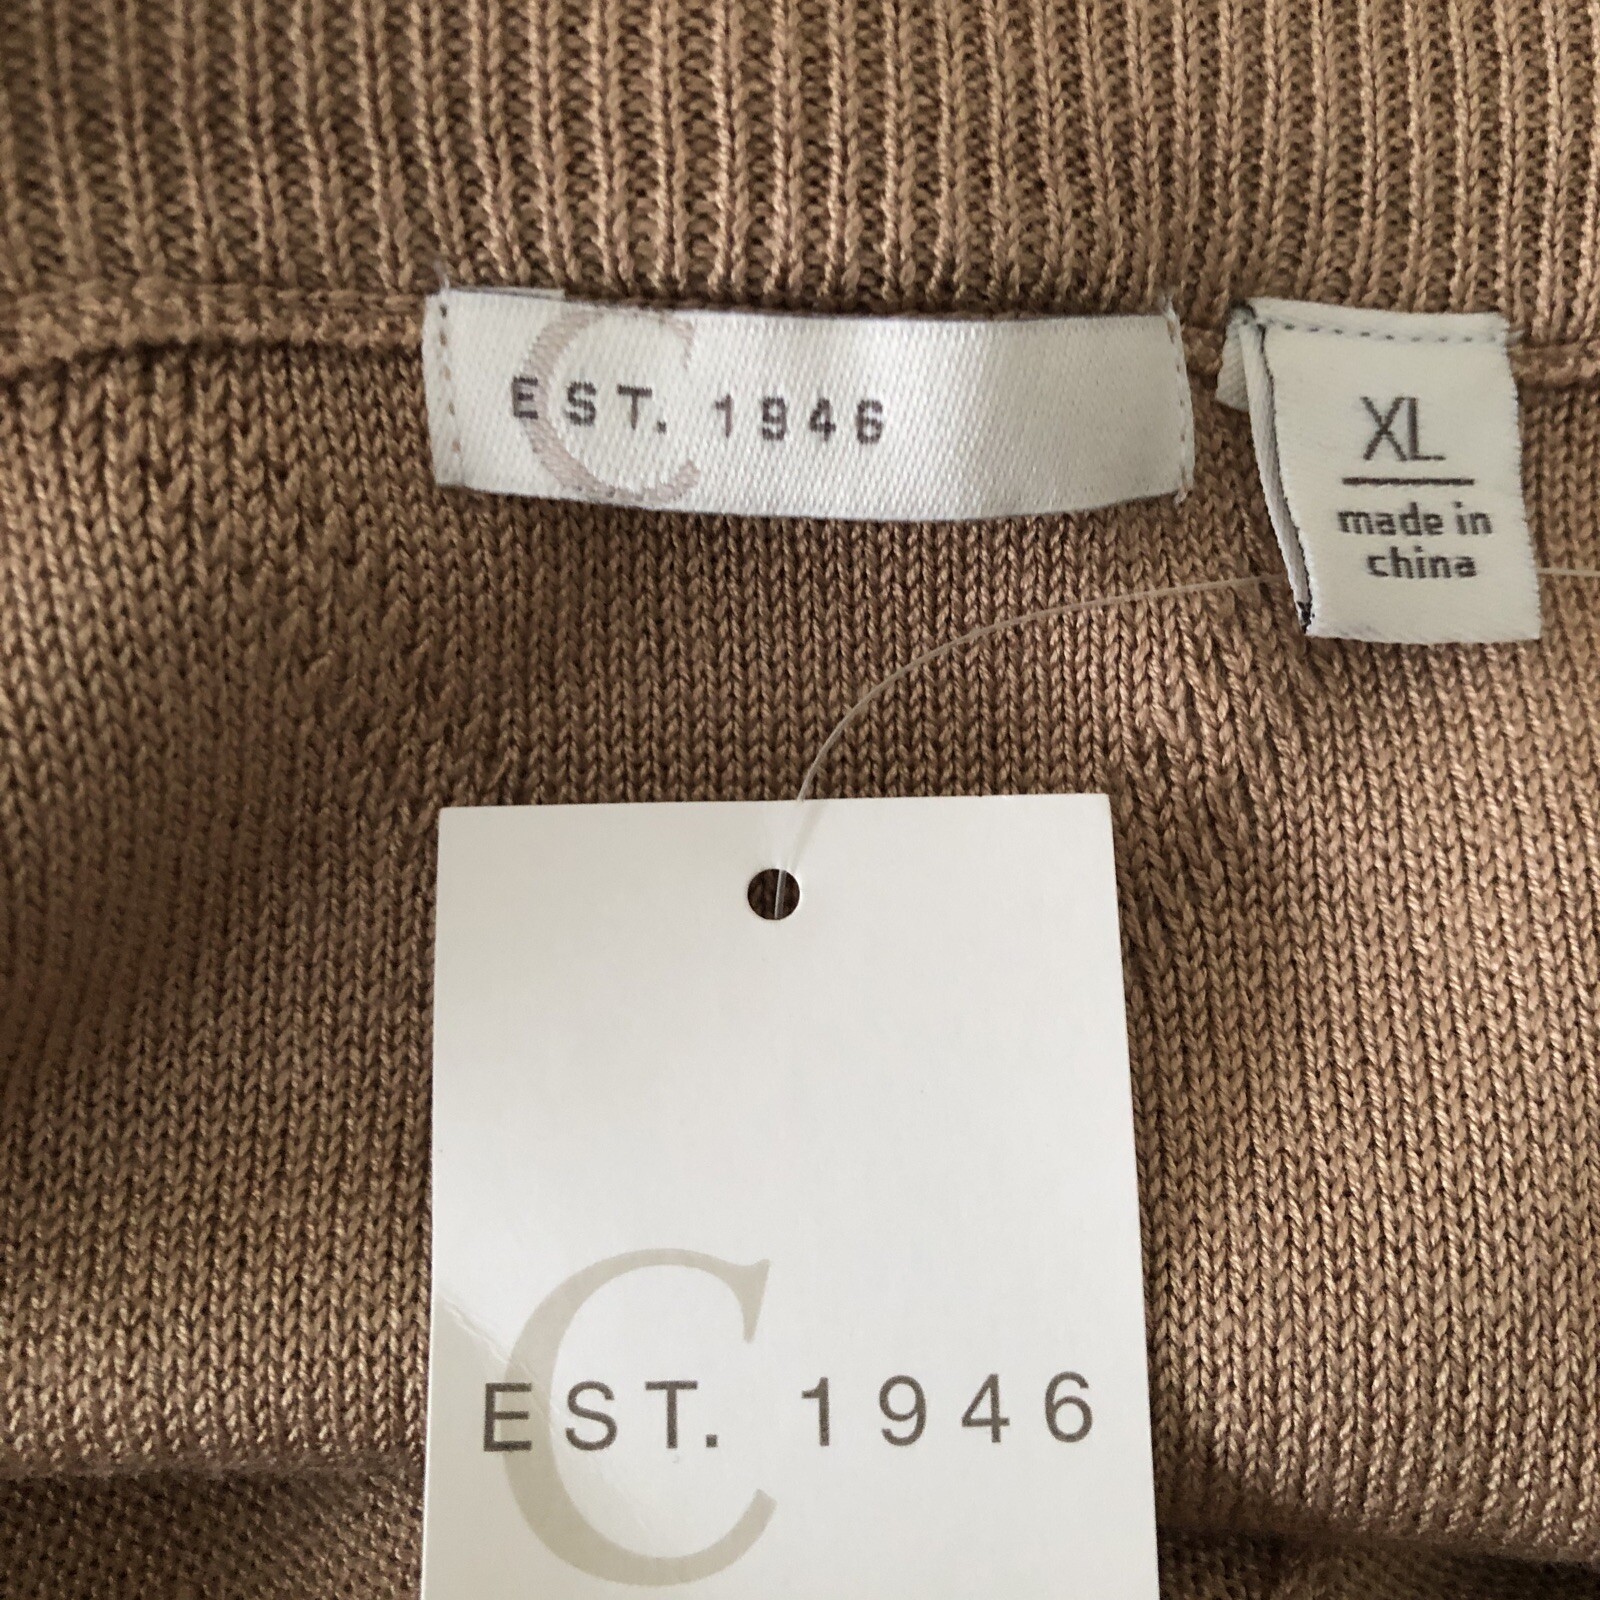 C
EST. 1946
XL
made in
china
C
EST. 1946